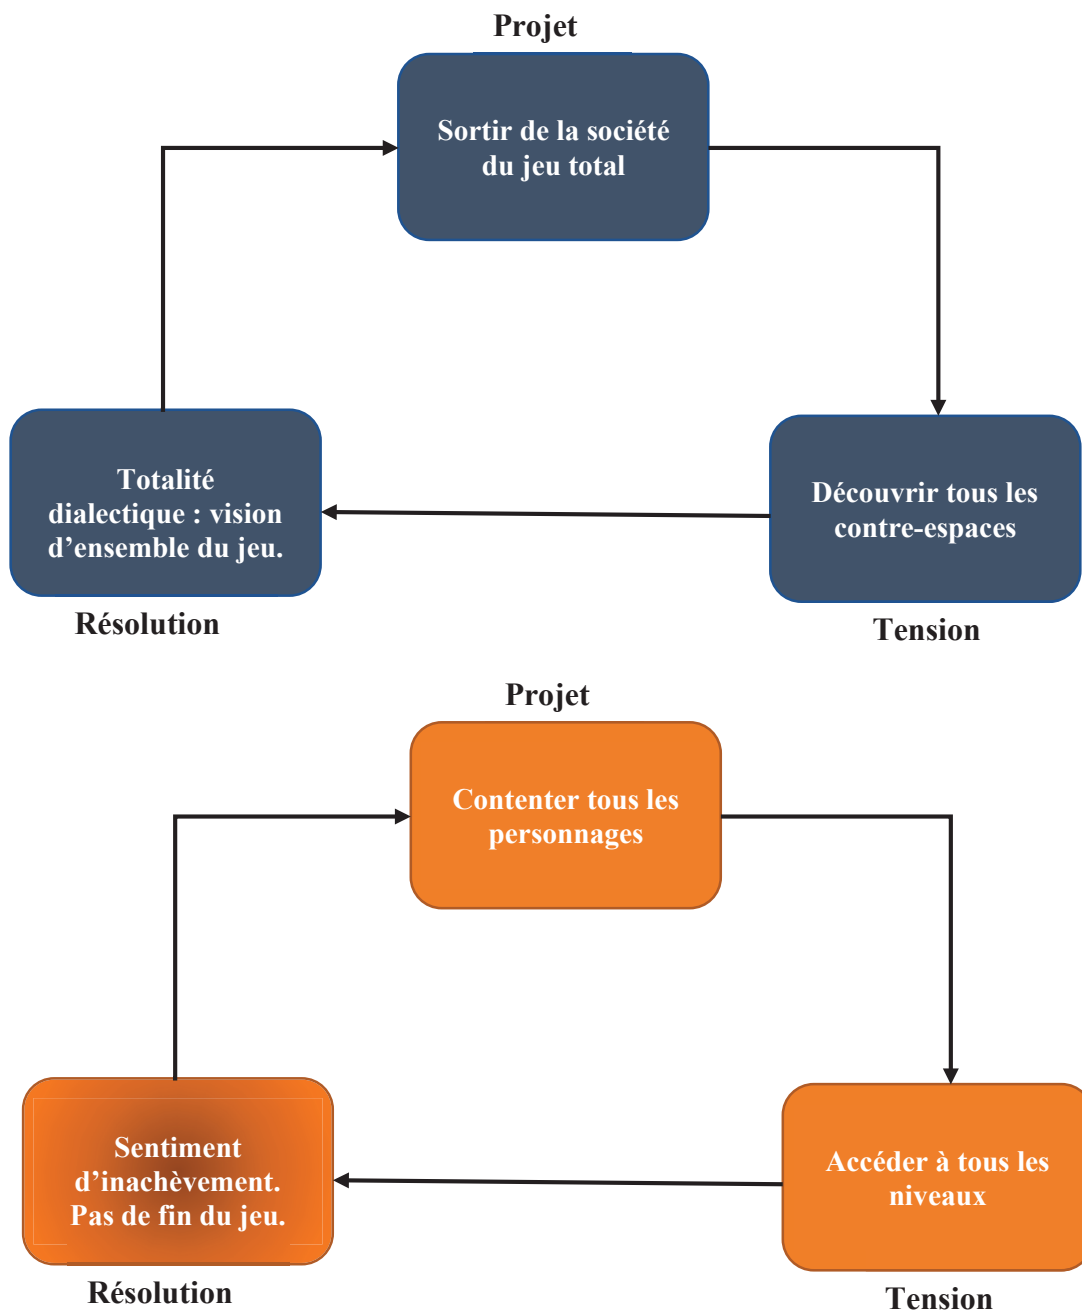 Projet
Sortir de la société
du jeu total
Totalité
dialectique : vision
d’ensemble du jeu.
Découvrir tous les
contre-espaces
Résolution
Tension
Projet
Contenter tous les
personnages
Sentiment
d’inachèvement.
Pas de fin du jeu.
Accéder à tous les
niveaux
Résolution
Tension